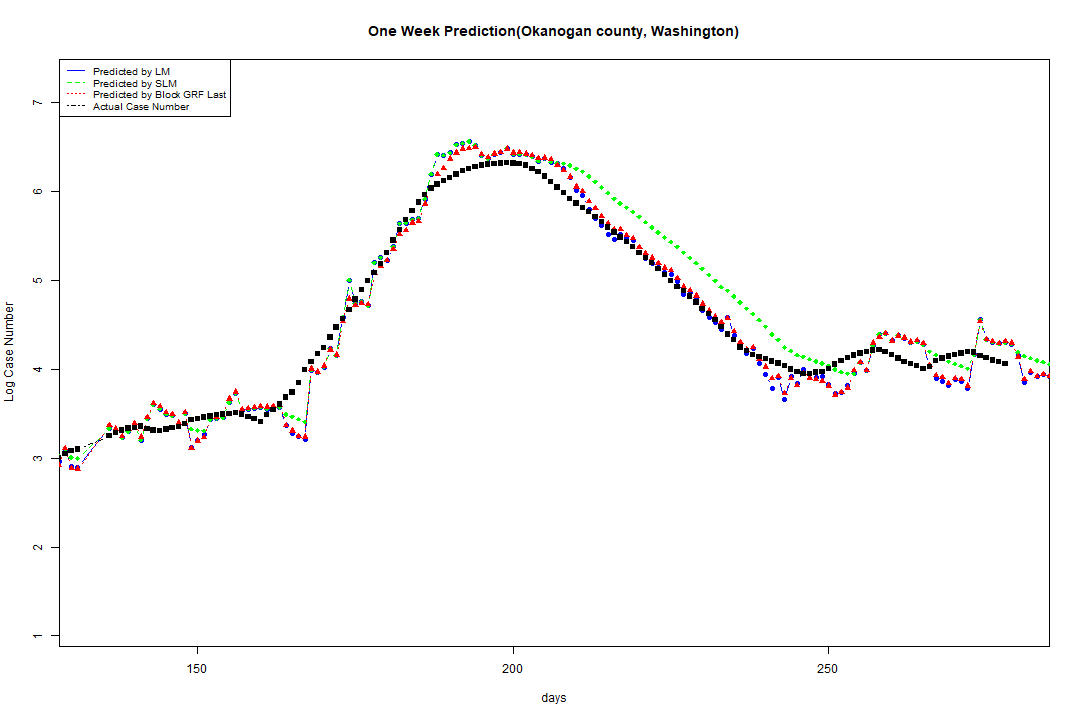 One Week Prediction(Okanogan county, Washington)
Predicted by LM
Predicted by SLM
Predicted by Block GRF Last
Actual Case Number
7
6
5
4
3
2
1
Log Case Number
150
200
250
days